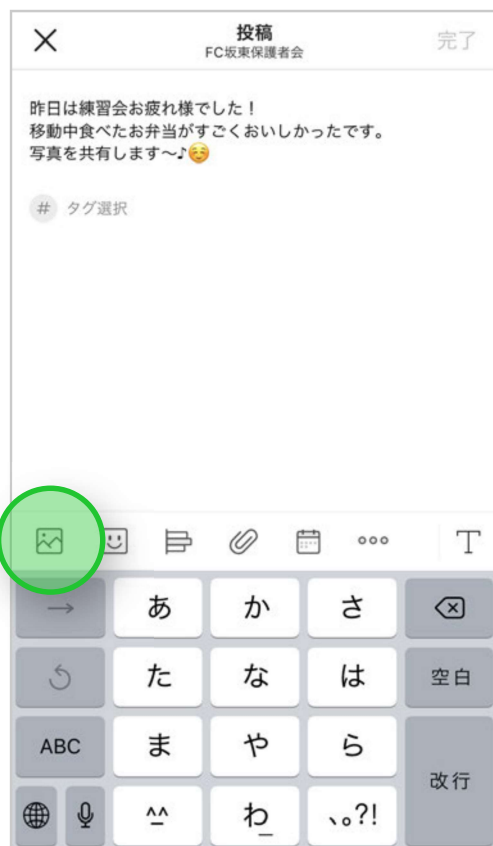 投稿
完了
FC坂東保護者会
昨日は練習会お疲れ様でした！
移動中食べたお弁当がすごくおいしかったです。
写真を共有します〜♪☺️
# タグ選択
T
→ あ か さ
た な は 空白
ABC ま や ら
改行
^^ わ_ 、。?!